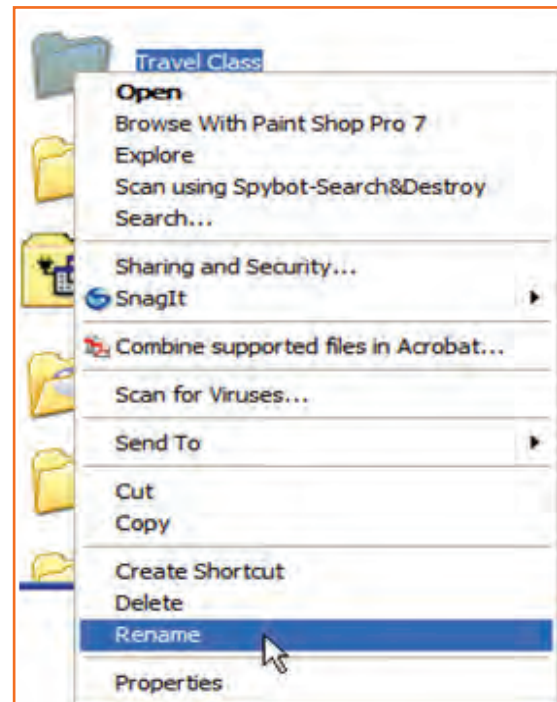 Travel Class
Open
Browse With Paint Shop Pro 7
Explore
Scan using Spybot-Search&Destroy
Search...
Sharing and Security...
SnagIt
Combine supported files in Acrobat...
Scan for Viruses...
Send To
Cut
Copy
Create Shortcut
Delete
Rename
Properties